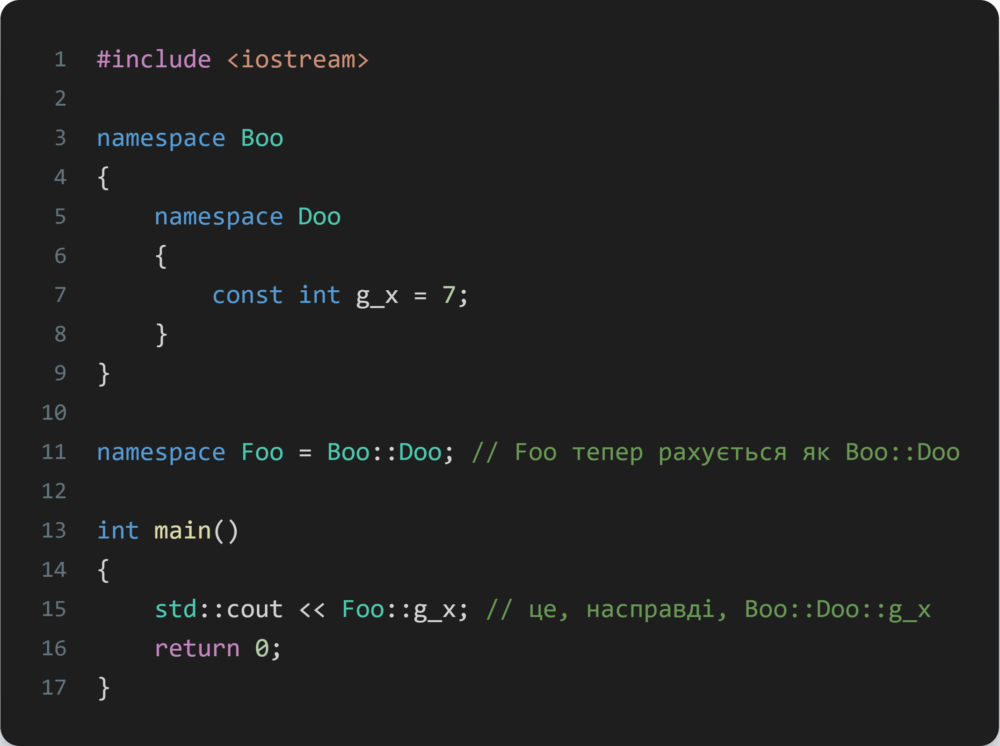 1 #include <iostream>
2
3 namespace Boo
4 {
5     namespace Doo
6     {
7         const int g_x = 7;
8     }
9 }
10
11 namespace Foo = Boo::Doo; // Foo тепер рахується як Boo::Doo
12
13 int main()
14 {
15     std::cout << Foo::g_x; // це, насправді, Boo::Doo::g_x
16     return 0;
17 }